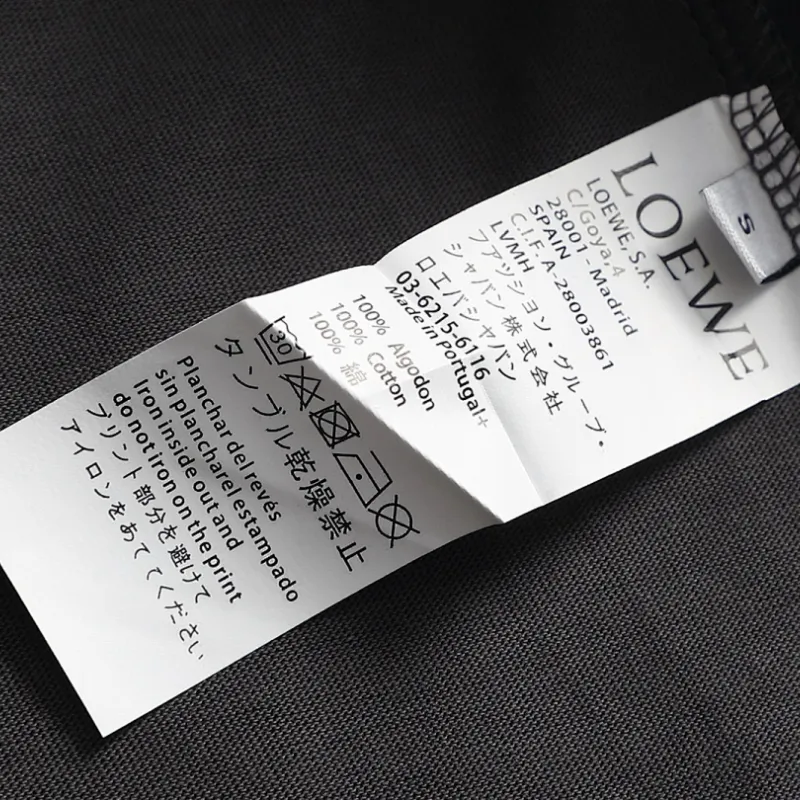 S
LOEWE
LOEWE, S.A.
C/Goya,4
28001 - Madrid
SPAIN
C.I.F.A-28003861
LVMH
ファッション・グループ・
シャパン株式会社
ロエバシャパン
03-6215-6116
Made in Portugal+
100% Algodon
100% Cotton
100% 綿
30
タンブル乾燥禁止
Planchar del revés
sin planchar el estampado
Iron inside out and
do not iron on the print
プリント部分を避けて
アイロンをあててください